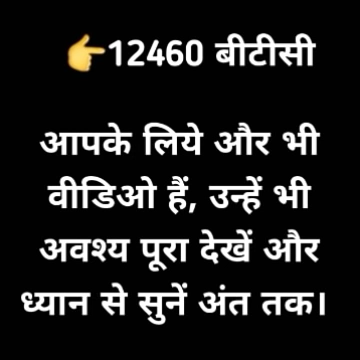 👉12460 बीटीसी
आपके लिये और भी
वीडिओ हैं, उन्हें भी
अवश्य पूरा देखें और
ध्यान से सुनें अंत तक।